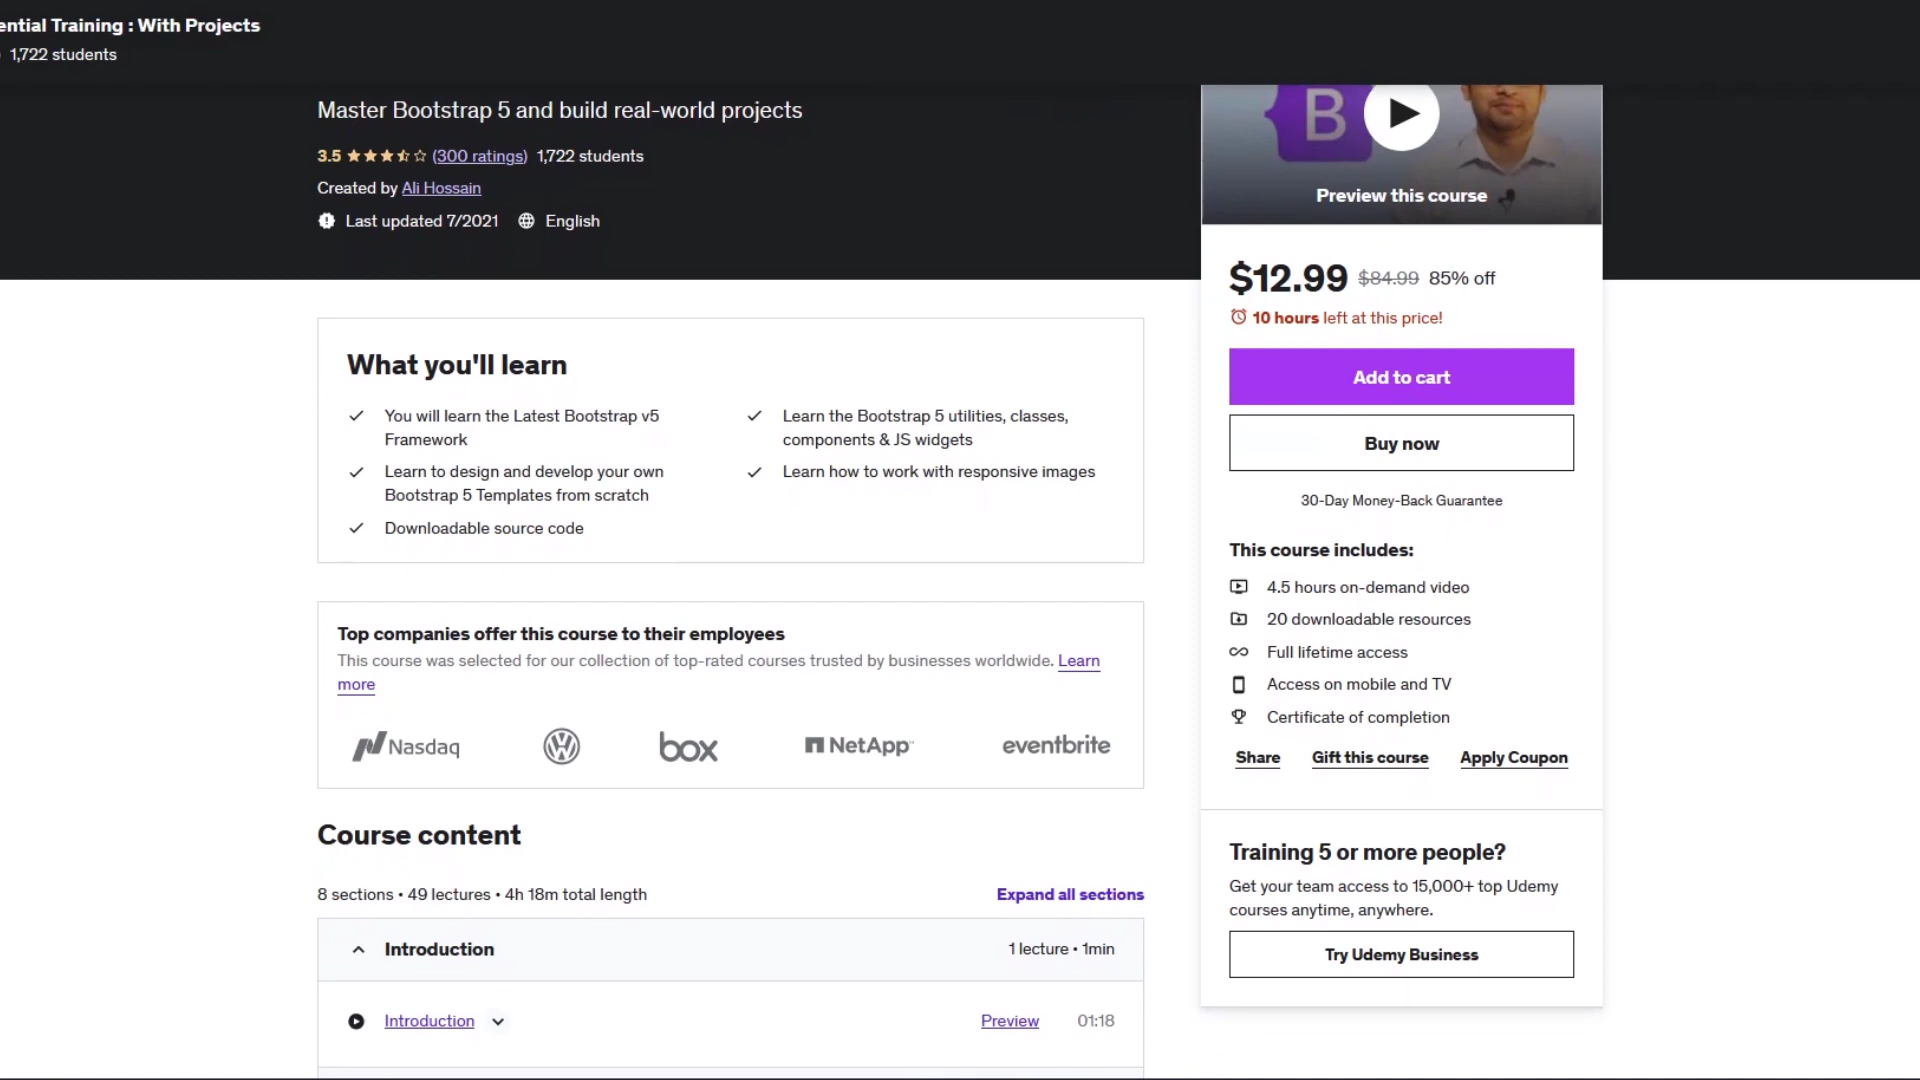 ential Training : With Projects
1,722 students
Master Bootstrap 5 and build real-world projects
3.5 (300 ratings) 1,722 students
Created by Ali Hossain
Last updated 7/2021 English
B
Preview this course
$12.99 $84.99 85% off
10 hours left at this price!
Add to cart
Buy now
30-Day Money-Back Guarantee
This course includes:
4.5 hours on-demand video
20 downloadable resources
Full lifetime access
Access on mobile and TV
Certificate of completion
Share Gift this course Apply Coupon
Training 5 or more people?
Get your team access to 15,000+ top Udemy
courses anytime, anywhere.
Try Udemy Business
What you'll learn
You will learn the Latest Bootstrap v5
Framework
Learn to design and develop your own
Bootstrap 5 Templates from scratch
Downloadable source code
Learn the Bootstrap 5 utilities, classes,
components & JS widgets
Learn how to work with responsive images
Top companies offer this course to their employees
This course was selected for our collection of top-rated courses trusted by businesses worldwide. Learn
more
Nasdaq VW box NetApp™ eventbrite
Course content
8 sections • 49 lectures • 4h 18m total length Expand all sections
Introduction 1 lecture • 1min
Introduction Preview 01:18